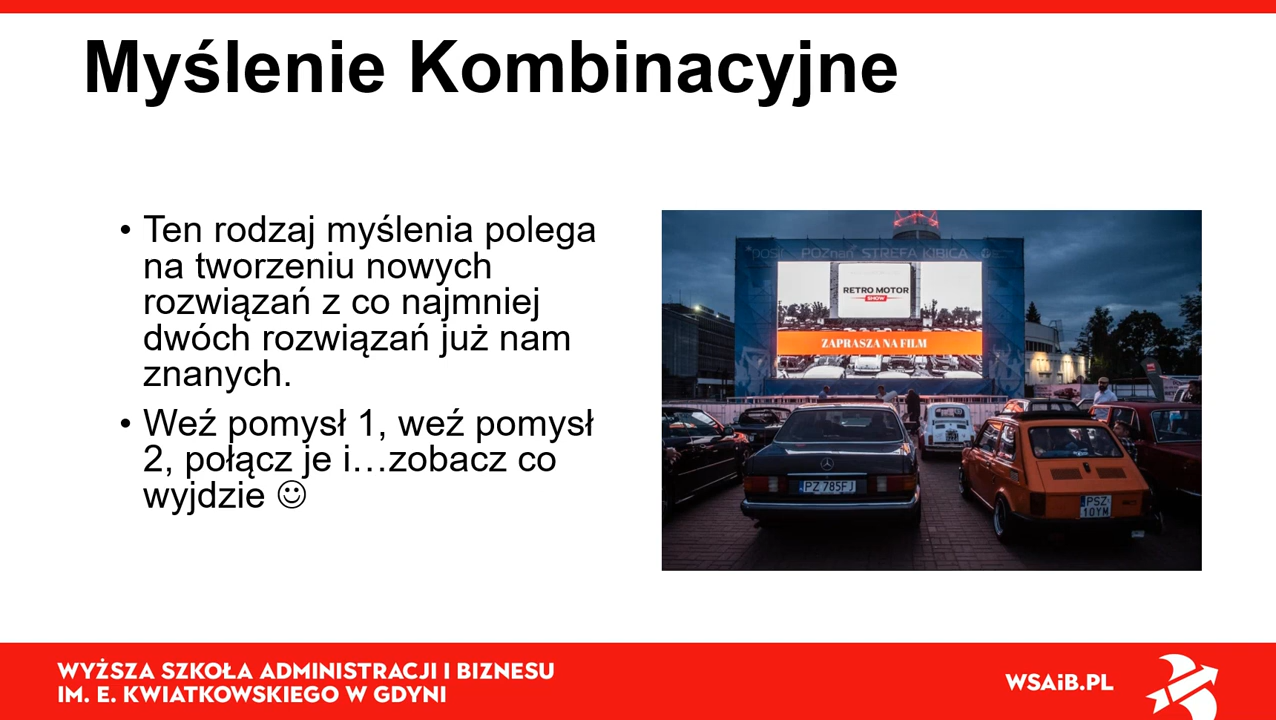 Myślenie Kombinacyjne
• Ten rodzaj myślenia polega
na tworzeniu nowych
rozwiązań z co najmniej
dwóch rozwiązań już nam
znanych.
• Weź pomysł 1, weź pomysł
2, połącz je i…zobacz co
wyjdzie ☺
posir POZnań STREFA KIBICA
RETRO MOTOR
SHOW
ZAPRASZA NA FILM
PZ 785FJ
PSZ
10YM
WYŻSZA SZKOŁA ADMINISTRACJI I BIZNESU
IM. E. KWIATKOWSKIEGO W GDYNI
WSAiB.PL